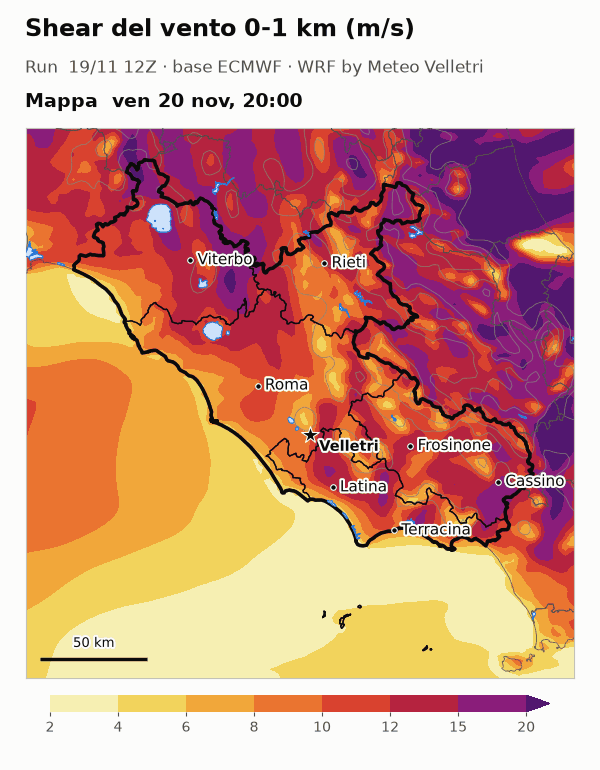 Shear del vento 0-1 km (m/s)
Run  19/11 12Z · base ECMWF · WRF by Meteo Velletri
Mappa  ven 20 nov, 20:00
Viterbo
Rieti
Roma
Velletri
Frosinone
Latina
Cassino
Terracina
50 km
2 4 6 8 10 12 15 20